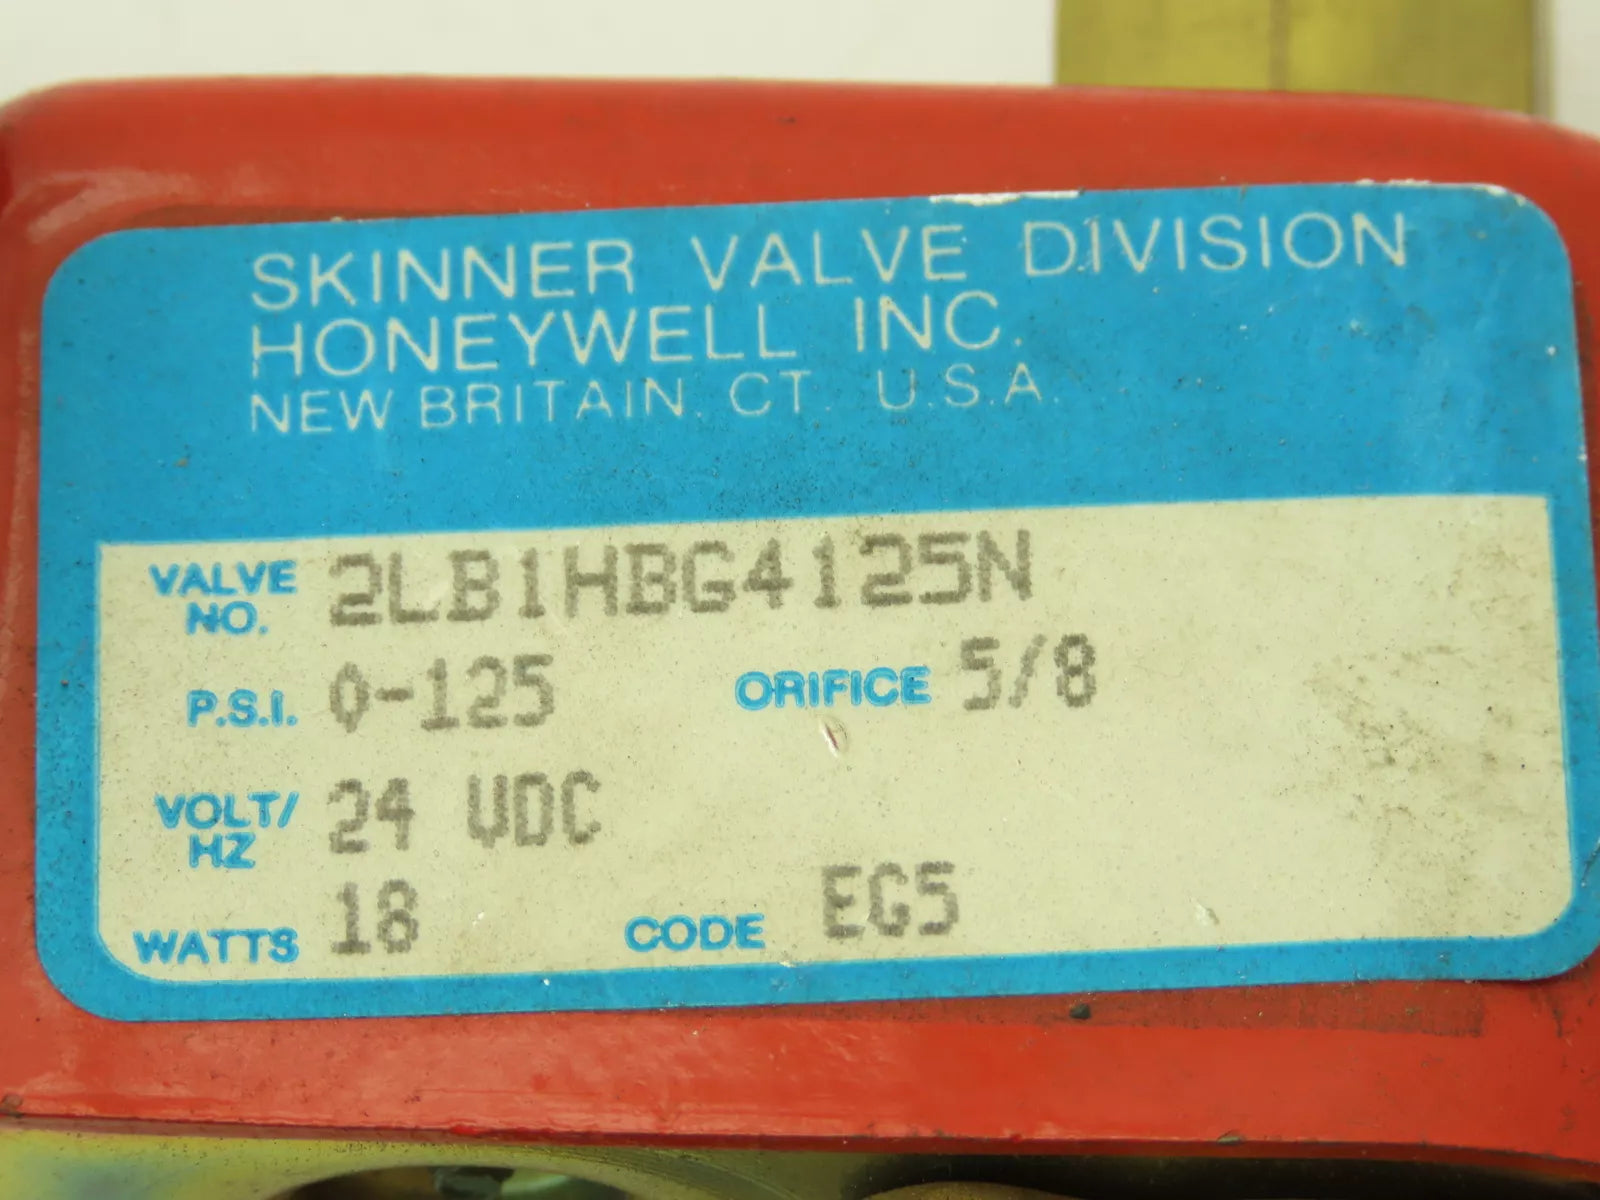 SKINNER VALVE DIVISION
HONEYWELL INC.
NEW BRITAIN. CT. U.S.A.
VALVE NO. 2LB1HBG4125N
P.S.I. 0-125 ORIFICE 5/8
VOLT/HZ 24 VDC
WATTS 18 CODE EG5